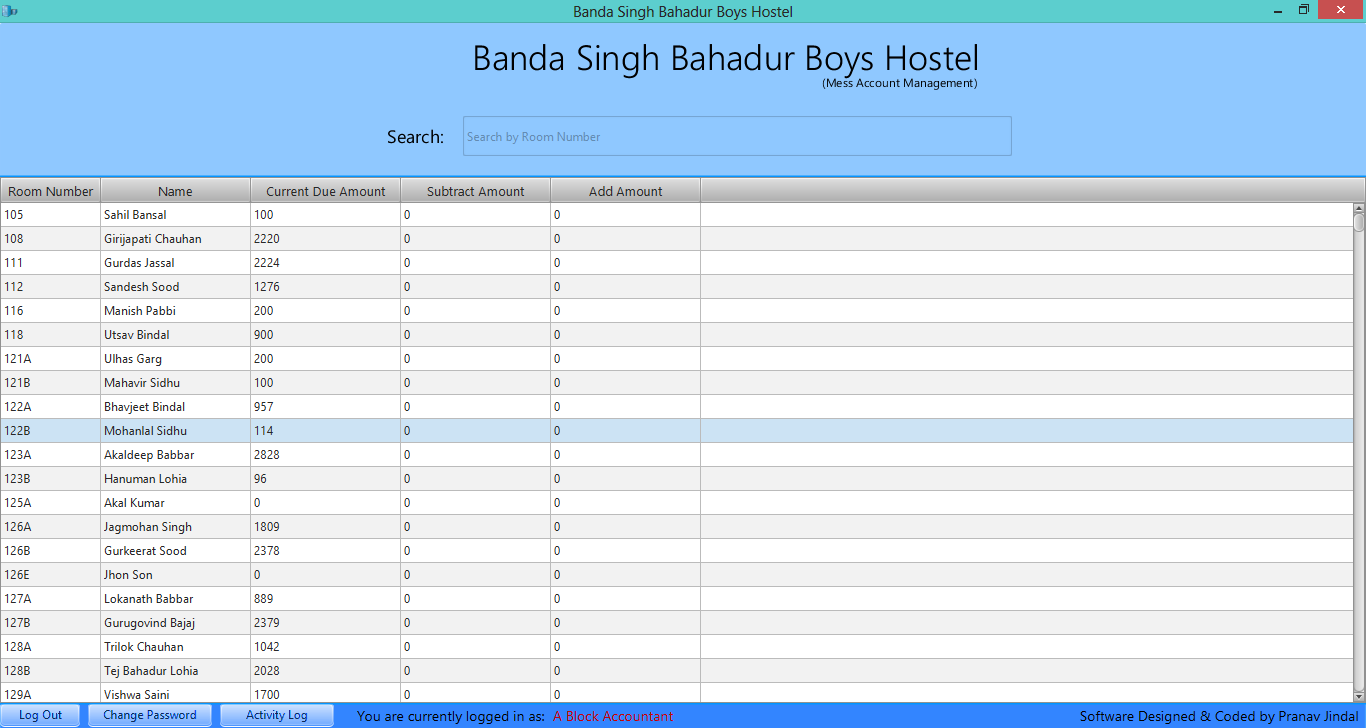 Banda Singh Bahadur Boys Hostel
Banda Singh Bahadur Boys Hostel
(Mess Account Management)
Search: Search by Room Number
Room Number Name Current Due Amount Subtract Amount Add Amount
105 Sahil Bansal 100 0 0
108 Girijapati Chauhan 2220 0 0
111 Gurdas Jassal 2224 0 0
112 Sandesh Sood 1276 0 0
116 Manish Pabbi 200 0 0
118 Utsav Bindal 900 0 0
121A Ulhas Garg 200 0 0
121B Mahavir Sidhu 100 0 0
122A Bhavjeet Bindal 957 0 0
122B Mohanlal Sidhu 114 0 0
123A Akaldeep Babbar 2828 0 0
123B Hanuman Lohia 96 0 0
125A Akal Kumar 0 0 0
126A Jagmohan Singh 1809 0 0
126B Gurkeerat Sood 2378 0 0
126E Jhon Son 0 0 0
127A Lokanath Babbar 889 0 0
127B Gurugovind Bajaj 2379 0 0
128A Trilok Chauhan 1042 0 0
128B Tej Bahadur Lohia 2028 0 0
129A Vishwa Saini 1700 0 0
Log Out Change Password Activity Log You are currently logged in as: A Block Accountant Software Designed & Coded by Pranav Jindal